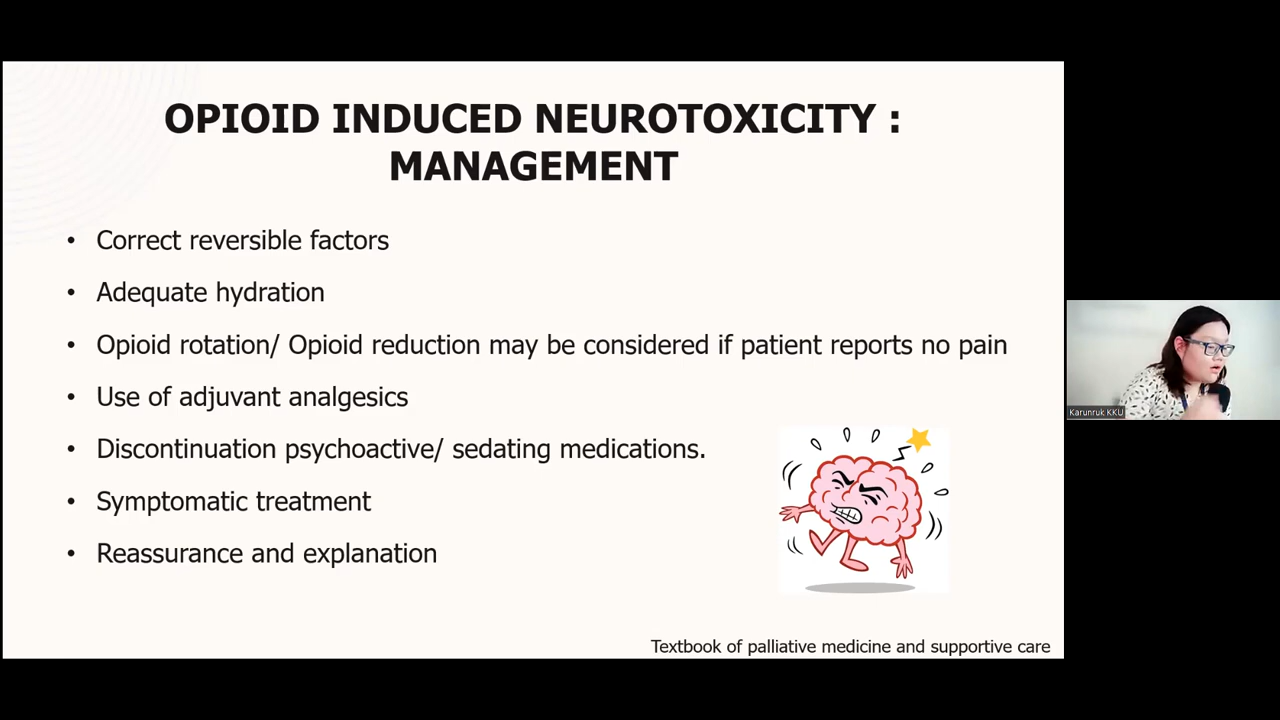 OPIOID INDUCED NEUROTOXICITY :
MANAGEMENT
• Correct reversible factors
• Adequate hydration
• Opioid rotation/ Opioid reduction may be considered if patient reports no pain
• Use of adjuvant analgesics
• Discontinuation psychoactive/ sedating medications.
• Symptomatic treatment
• Reassurance and explanation
Textbook of palliative medicine and supportive care
Karunruk KKU